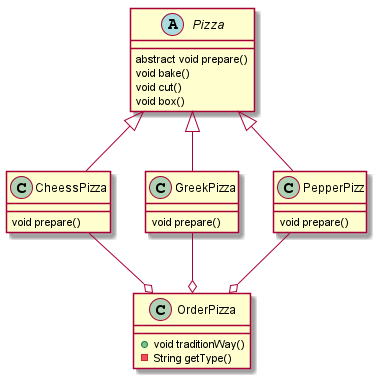 A Pizza
abstract void prepare()
void bake()
void cut()
void box()
C CheessPizza
void prepare()
C GreekPizza
void prepare()
C PepperPizz
void prepare()
C OrderPizza
void traditionWay()
String getType()